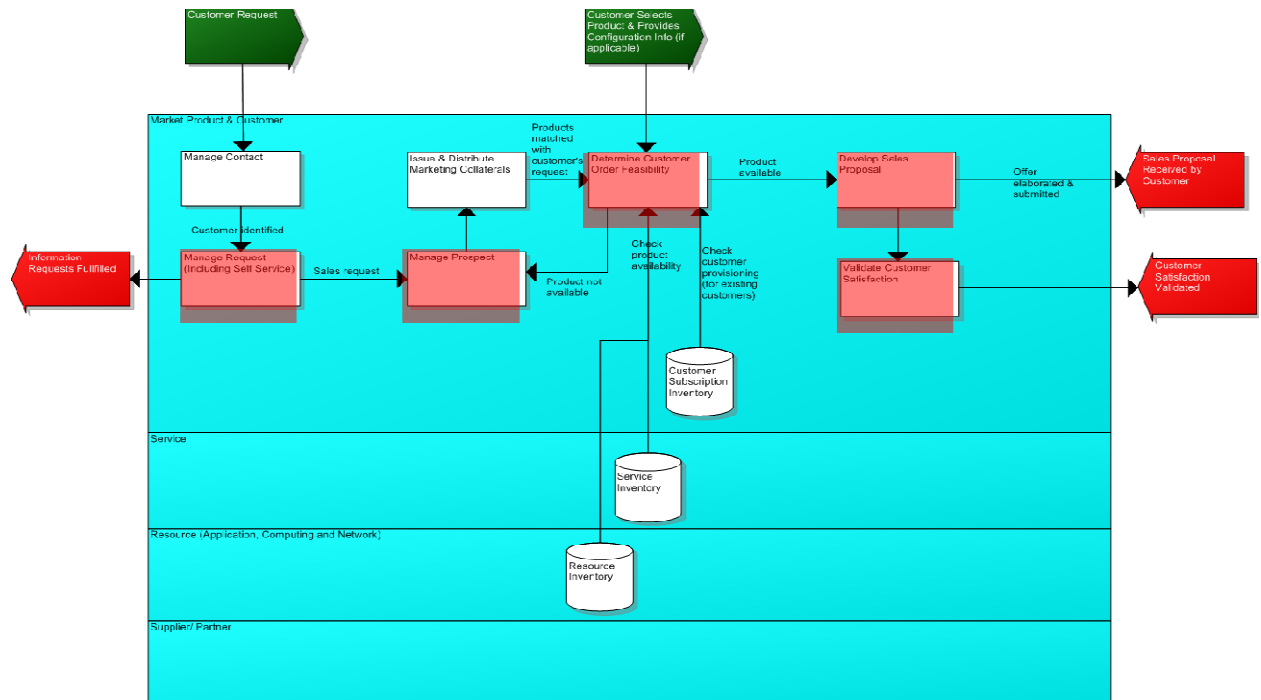 Customer Request
Customer Selects
Product & Provides
Configuration Info (if
applicable)
Market Product & Customer
Manage Contact
Issue & Distribute
Marketing Collaterals
Products
matched
with
customer's
request
Determine Customer
Order Feasibility
Product
available
Develop Sales
Proposal
Offer
elaborated &
submitted
Sales Proposal
Received by
Customer
Customer identified
Information
Requests Fullfilled
Manage Request
(Including Self Service)
Sales request
Manage Prospect
Product not
available
Check
product
availability
Check
customer
provisioning
(for existing
customers)
Validate Customer
Satisfaction
Customer
Satisfaction
Validated
Customer
Subscription
Inventory
Service
Service
Inventory
Resource (Application, Computing and Network)
Resource
Inventory
Supplier/ Partner